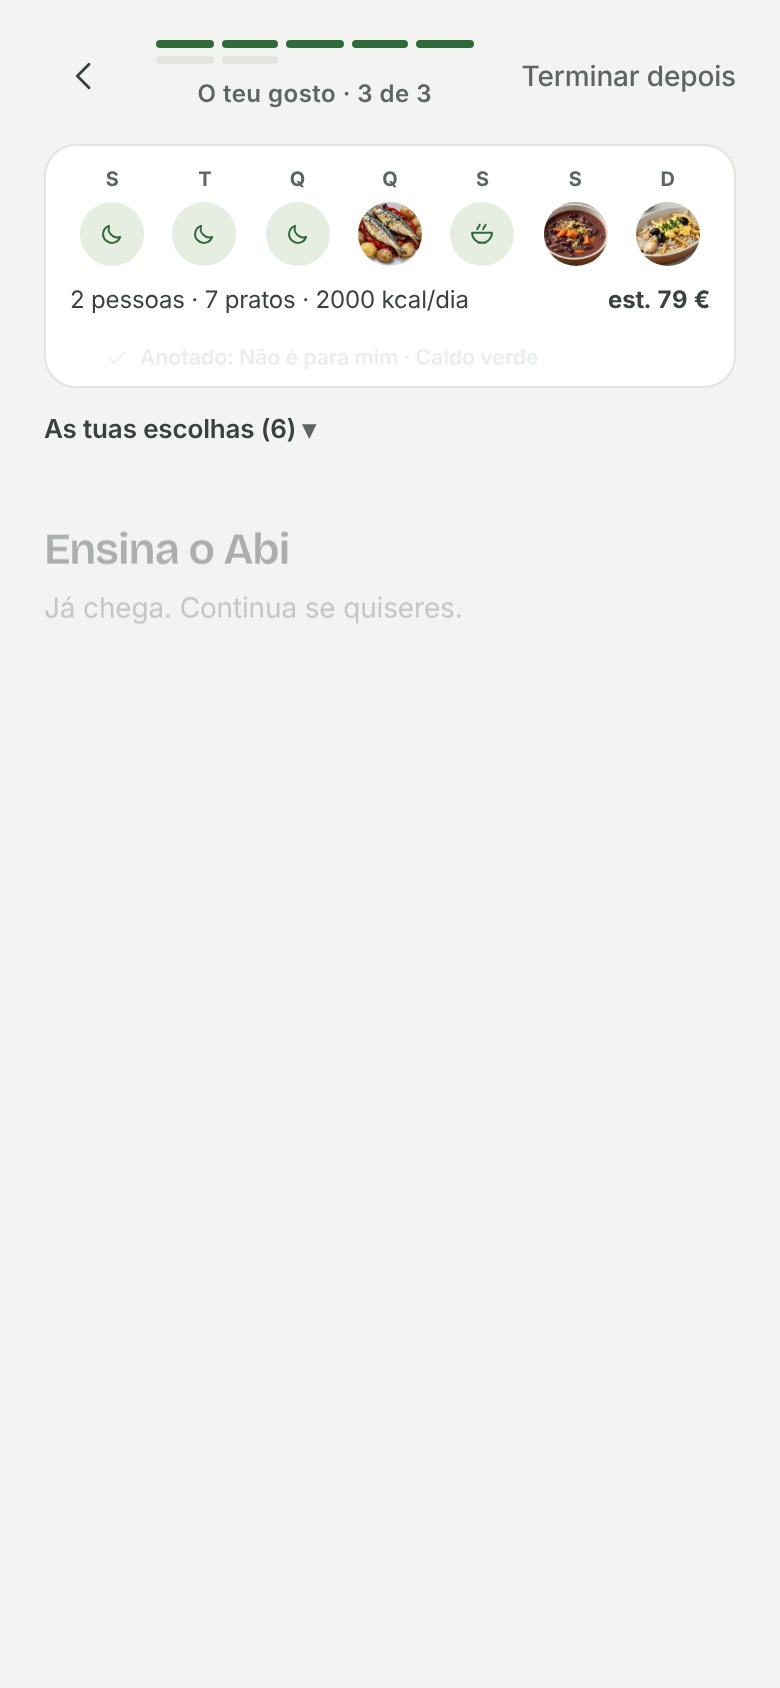 O teu gosto · 3 de 3
Terminar depois
S T Q Q S S D
2 pessoas · 7 pratos · 2000 kcal/dia est. 79 €
Anotado: Não é para mim · Caldo verde
As tuas escolhas (6) ▾
Ensina o Abi
Já chega. Continua se quiseres.